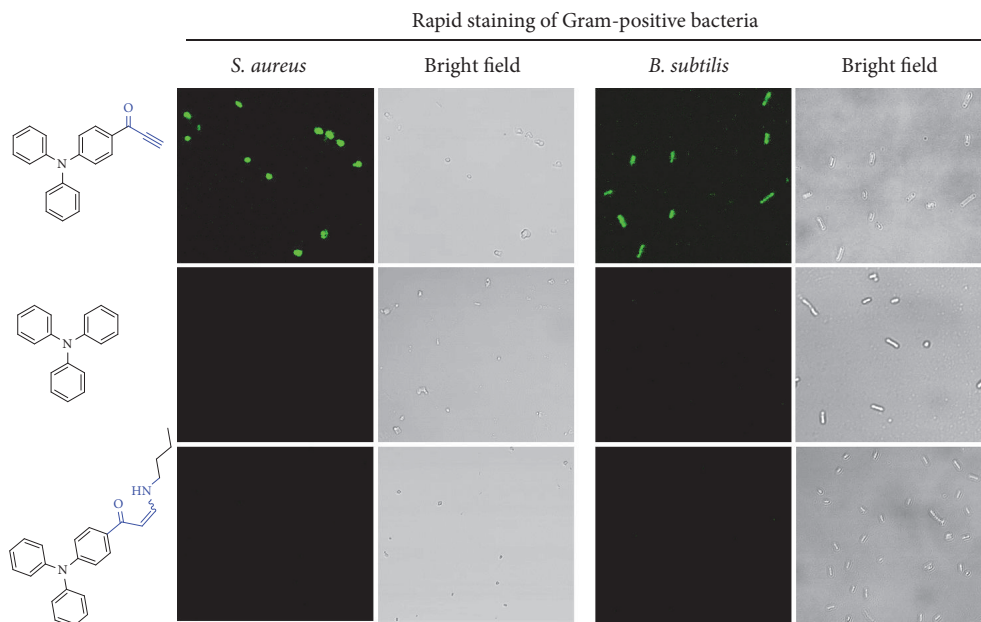 Rapid staining of Gram-positive bacteria
S. aureus Bright field B. subtilis Bright field
O
N
N
HN
O
N